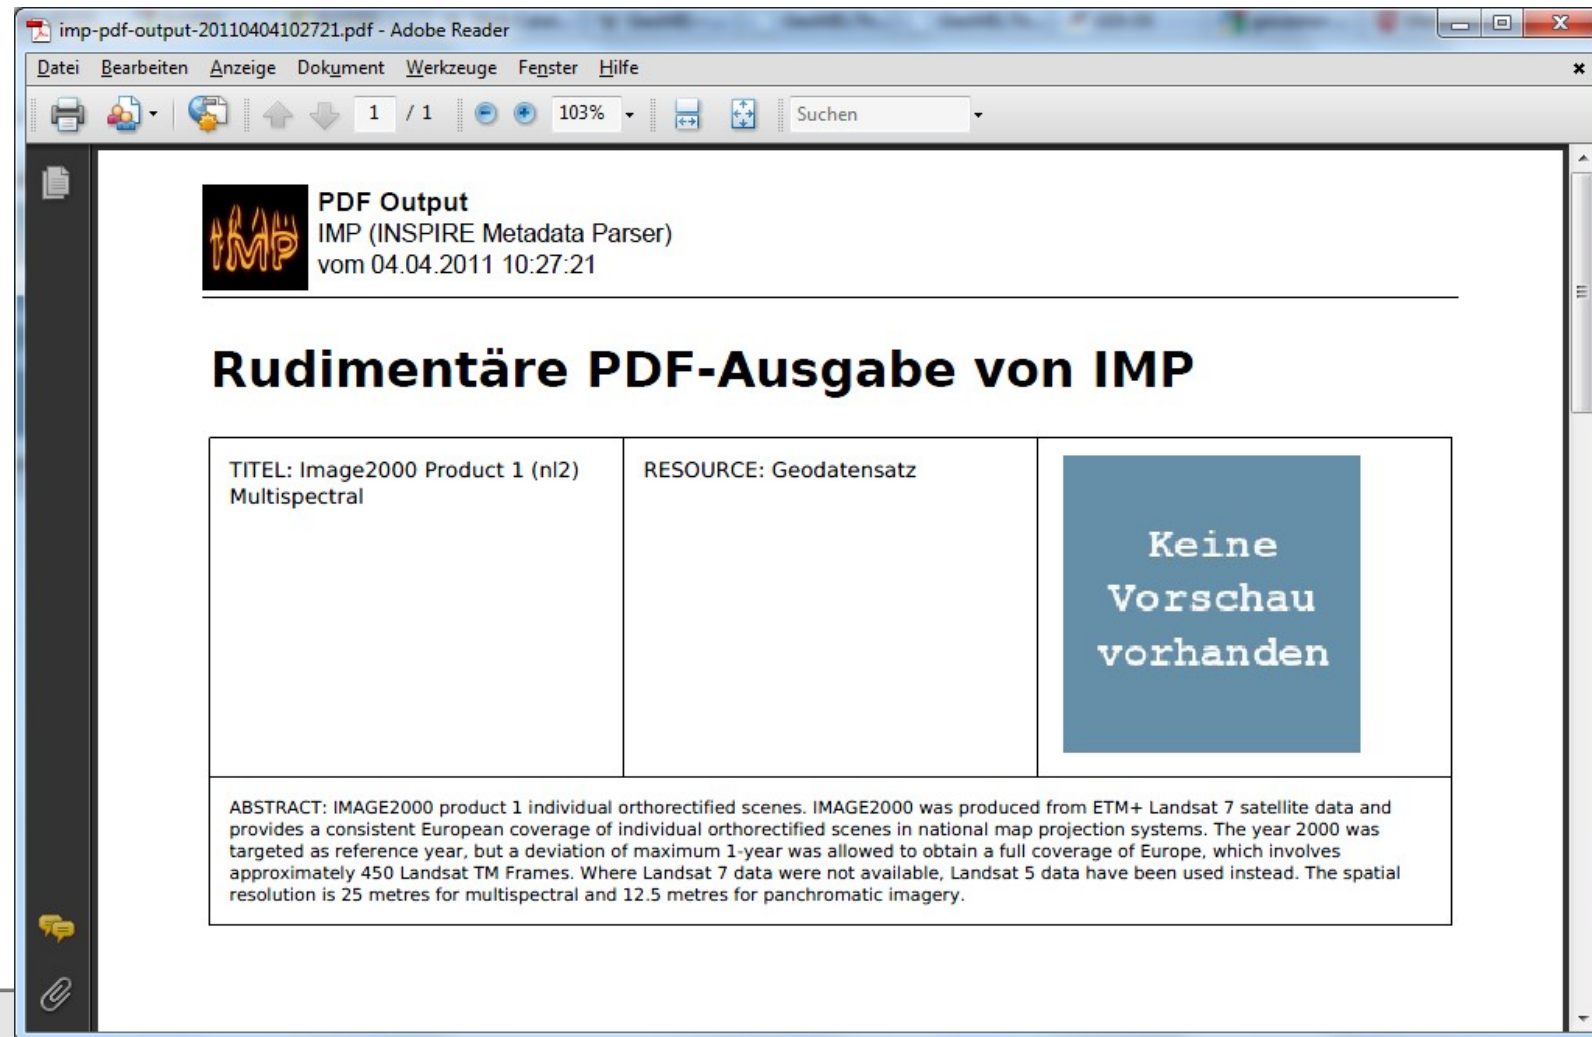 imp-pdf-output-20110404102721.pdf - Adobe Reader
Datei Bearbeiten Anzeige Dokument Werkzeuge Fenster Hilfe
1 / 1 103% Suchen
IMP
PDF Output
IMP (INSPIRE Metadata Parser)
vom 04.04.2011 10:27:21
Rudimentäre PDF-Ausgabe von IMP
TITEL: Image2000 Product 1 (nl2)
Multispectral
RESOURCE: Geodatensatz
Keine
Vorschau
vorhanden
ABSTRACT: IMAGE2000 product 1 individual orthorectified scenes. IMAGE2000 was produced from ETM+ Landsat 7 satellite data and
provides a consistent European coverage of individual orthorectified scenes in national map projection systems. The year 2000 was
targeted as reference year, but a deviation of maximum 1-year was allowed to obtain a full coverage of Europe, which involves
approximately 450 Landsat TM Frames. Where Landsat 7 data were not available, Landsat 5 data have been used instead. The spatial
resolution is 25 metres for multispectral and 12.5 metres for panchromatic imagery.